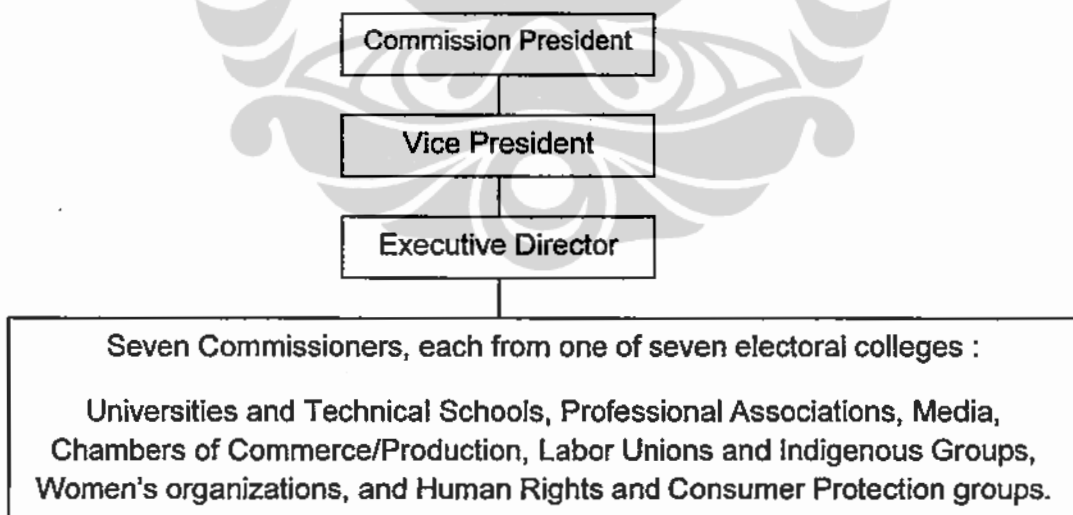 Commission President
Vice President
Executive Director
Seven Commissioners, each from one of seven electoral colleges :
Universities and Technical Schools, Professional Associations, Media,
Chambers of Commerce/Production, Labor Unions and Indigenous Groups,
Women's organizations, and Human Rights and Consumer Protection groups.